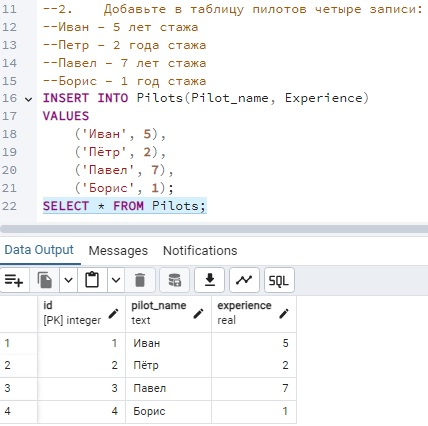 11 --2. Добавьте в таблицу пилотов четыре записи:
12 --Иван – 5 лет стажа
13 --Петр – 2 года стажа
14 --Павел – 7 лет стажа
15 --Борис – 1 год стажа
16 INSERT INTO Pilots(Pilot_name, Experience)
17 VALUES
18 ('Иван', 5),
19 ('Пётр', 2),
20 ('Павел', 7),
21 ('Борис', 1);
22 SELECT * FROM Pilots;
Data Output Messages Notifications
SQL
id pilot_name experience
[PK] integer text real
1 1 Иван 5
2 2 Пётр 2
3 3 Павел 7
4 4 Борис 1